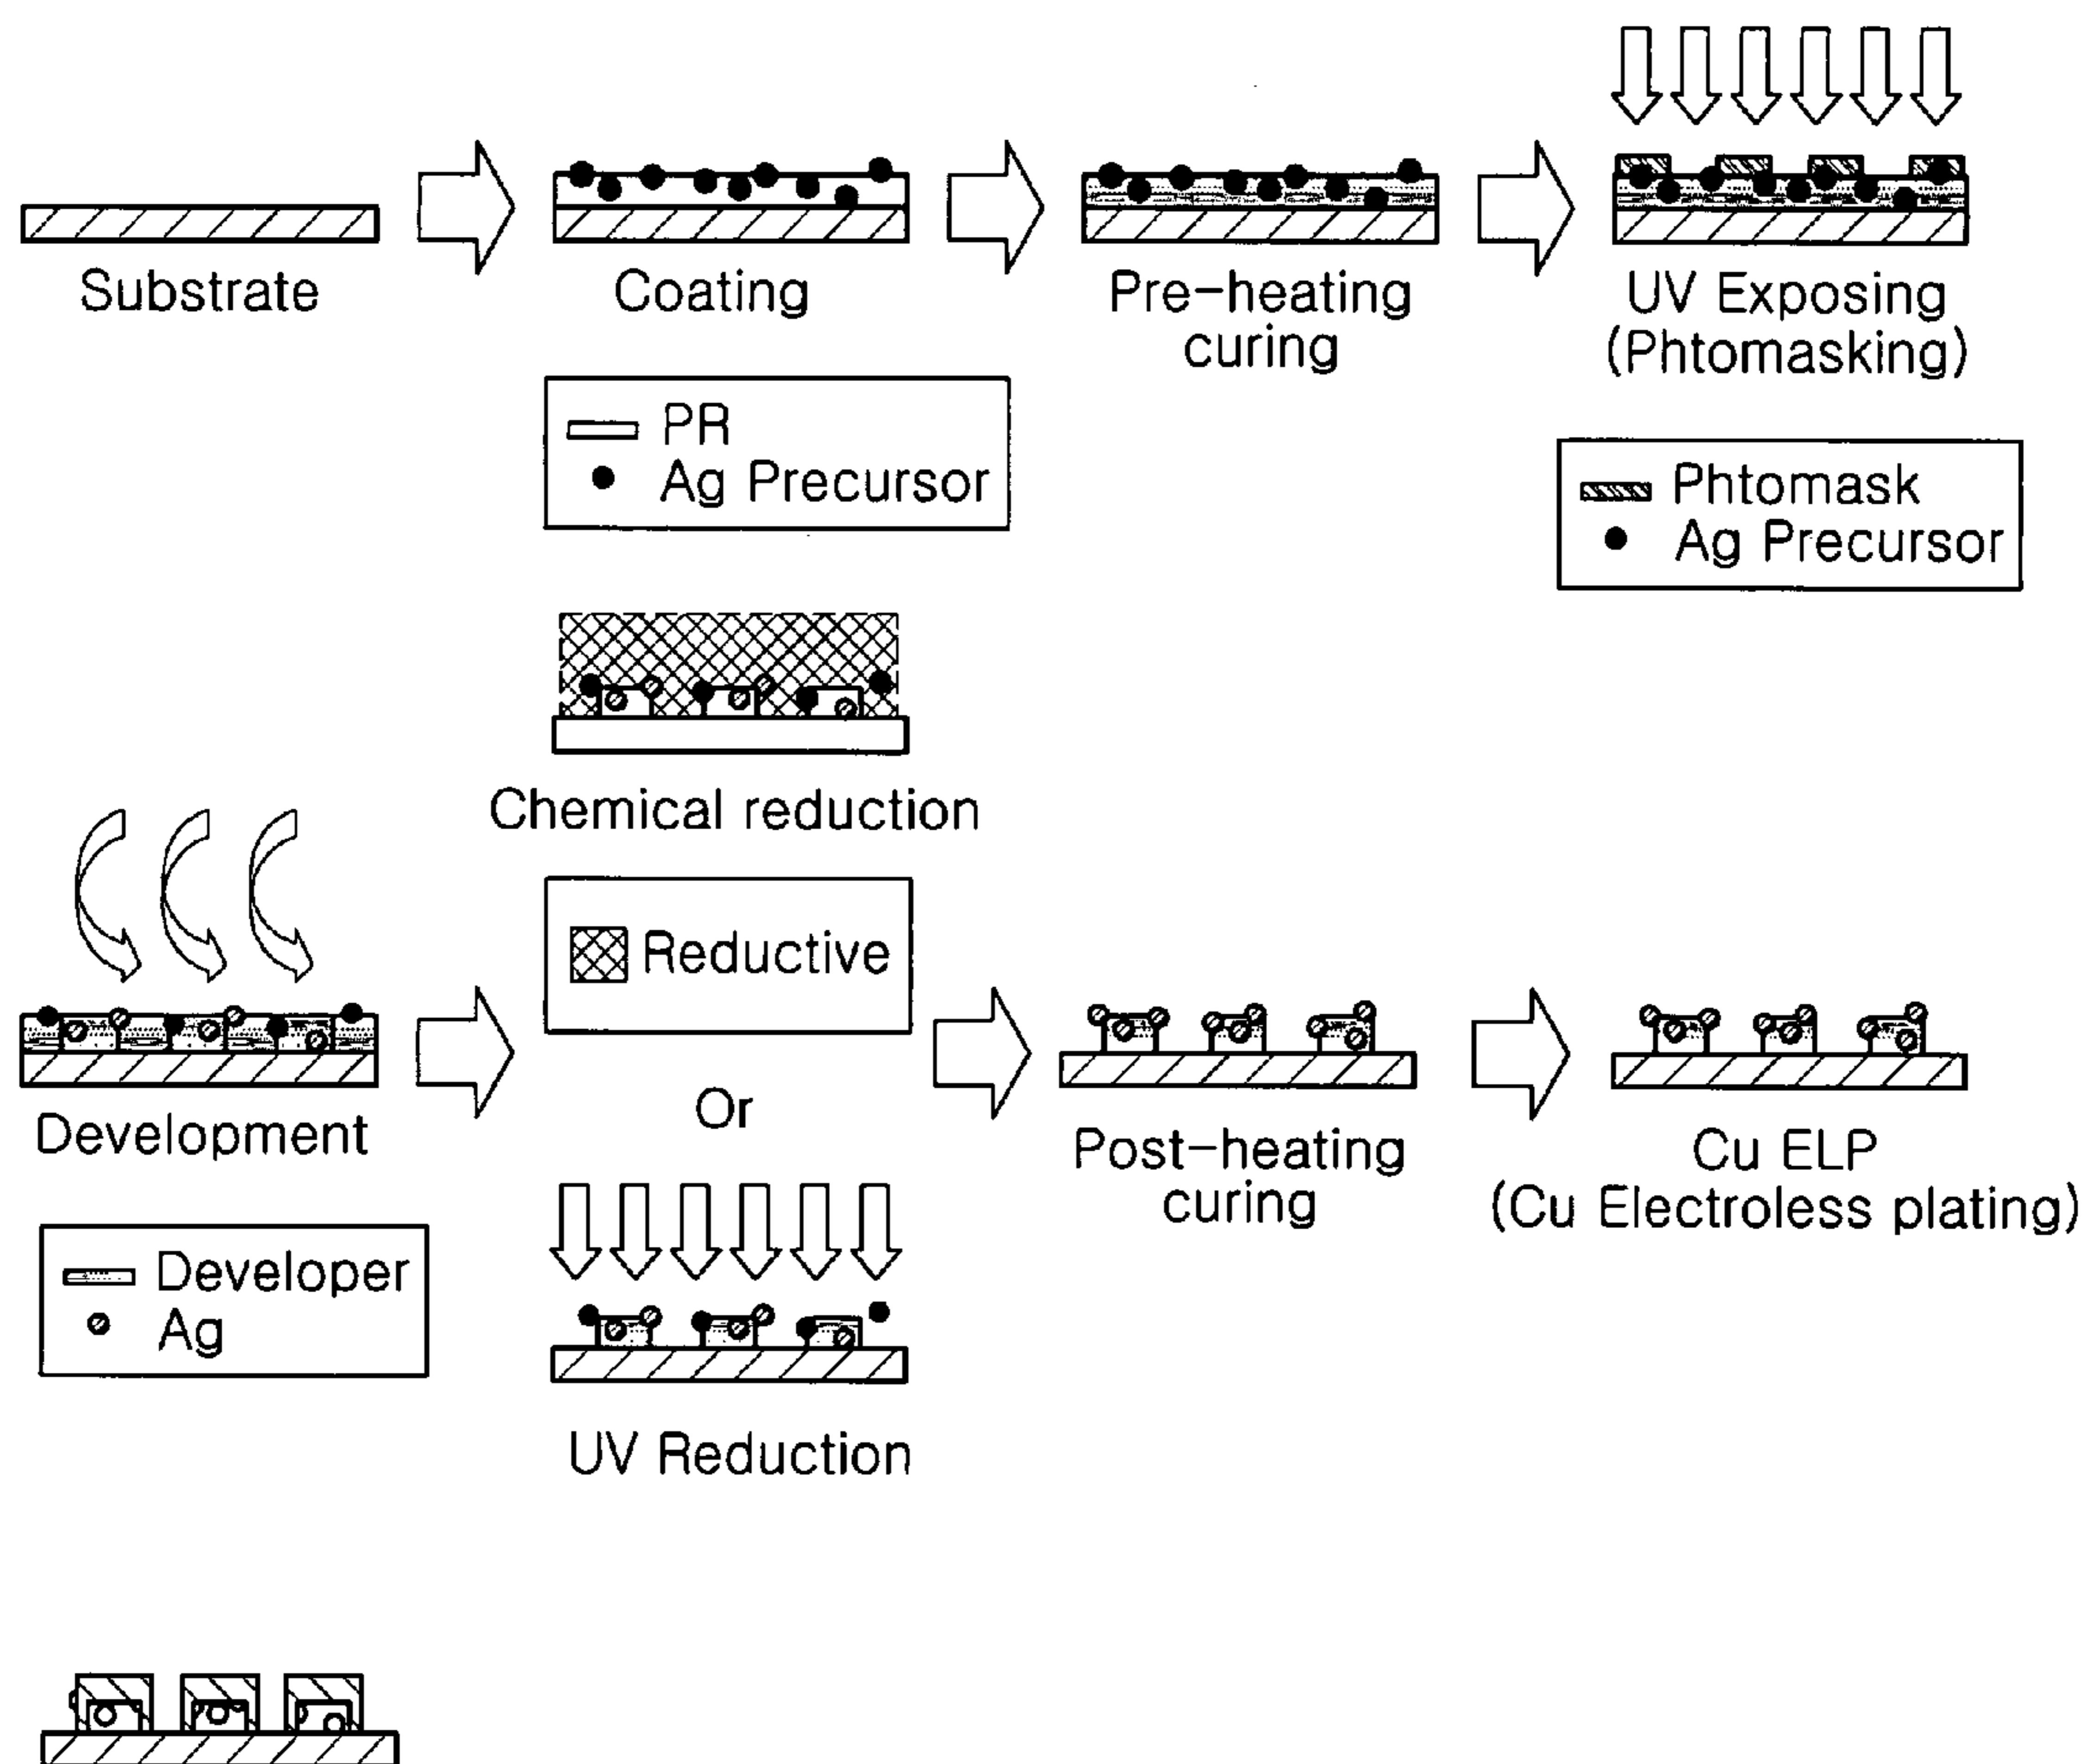 Substrate
Coating
Pre-heating
curing
UV Exposing
(Phtomasking)
PR
Ag Precursor
Phtomask
Ag Precursor
Chemical reduction
Reductive
Or
Development
Post-heating
curing
Cu ELP
(Cu Electroless plating)
Developer
Ag
UV Reduction